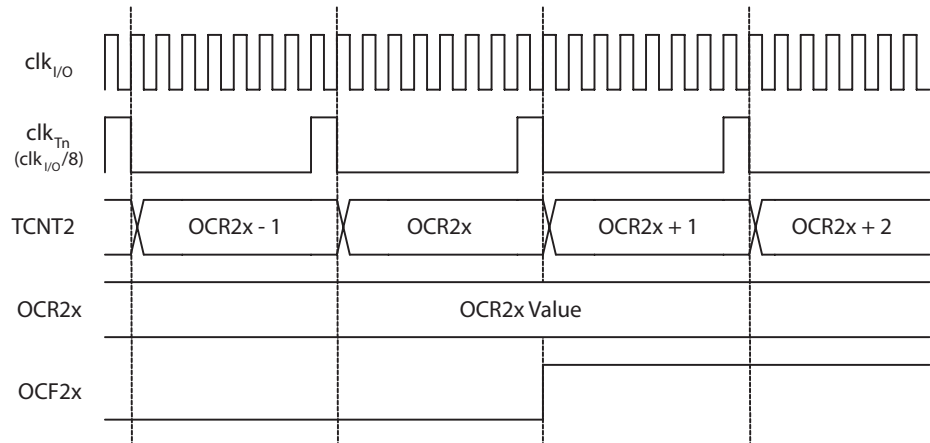 clkI/O
clkTn
(clkI/O/8)
TCNT2 OCR2x - 1 OCR2x OCR2x + 1 OCR2x + 2
OCR2x OCR2x Value
OCF2x